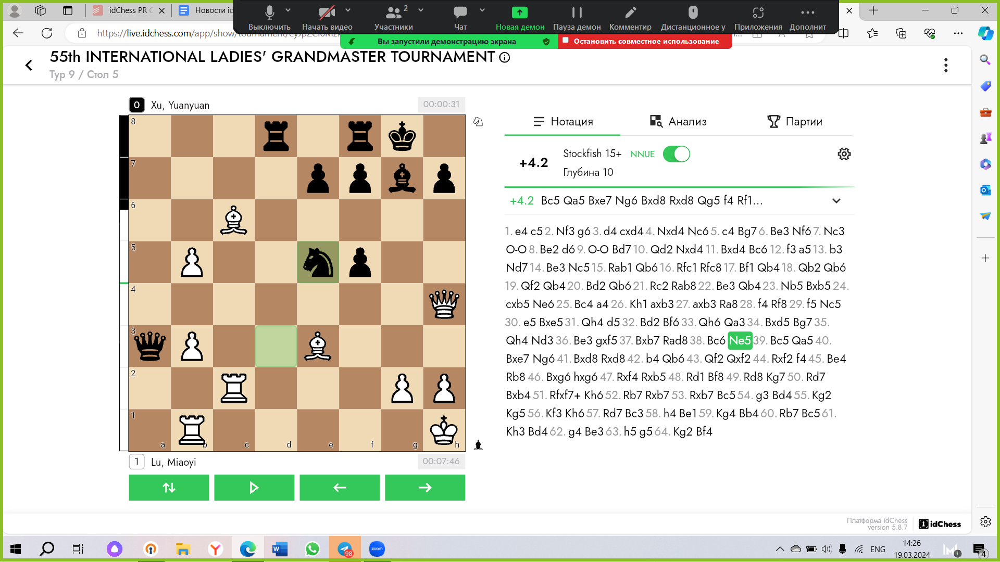 idChess PR C
Новости id
Выключить
Начать видео
Участники
2
Чат
Новая демон
Пауза демон
Комментир
Дистанционное у
Приложения
Дополнит
https://live.idchess.com/app/show/tournament/
Вы запустили демонстрацию экрана
Остановить совместное использование
55th INTERNATIONAL LADIES' GRANDMASTER TOURNAMENT
Тур 9 / Стол 5
0 Xu, Yuanyuan 00:00:31
8
7
6
5
4
3
2
1
a b c d e f g h
1 Lu, Miaoyi 00:07:46
Нотация
Анализ
Партии
+4.2
Stockfish 15+ NNUE
Глубина 10
+4.2 Bc5 Qa5 Bxe7 Ng6 Bxd8 Rxd8 Qg5 f4 Rf1...
1. e4 c5 2. Nf3 g6 3. d4 cxd4 4. Nxd4 Nc6 5. c4 Bg7 6. Be3 Nf6 7. Nc3
O-O 8. Be2 d6 9. O-O Bd7 10. Qd2 Nxd4 11. Bxd4 Bc6 12. f3 a5 13. b3
Nd7 14. Be3 Nc5 15. Rab1 Qb6 16. Rfc1 Rfc8 17. Bf1 Qb4 18. Qb2 Qb6
19. Qf2 Qb4 20. Bd2 Qb6 21. Rc2 Rab8 22. Be3 Qb4 23. Nb5 Bxb5 24.
cxb5 Ne6 25. Bc4 a4 26. Kh1 axb3 27. axb3 Ra8 28. f4 Rf8 29. f5 Nc5
30. e5 Bxe5 31. Qh4 d5 32. Bd2 Bf6 33. Qh6 Qa3 34. Bxd5 Bg7 35.
Qh4 Nd3 36. Be3 gxf5 37. Bxb7 Rad8 38. Bc6 Ne5 39. Bc5 Qa5 40.
Bxe7 Ng6 41. Bxd8 Rxd8 42. b4 Qb6 43. Qf2 Qxf2 44. Rxf2 f4 45. Be4
Rb8 46. Bxg6 hxg6 47. Rxf4 Rxb5 48. Rd1 Bf8 49. Rd8 Kg7 50. Rd7
Bxb4 51. Rfxf7+ Kh6 52. Rb7 Rxb7 53. Rxb7 Bc5 54. g3 Bd4 55. Kg2
Kg5 56. Kf3 Kh6 57. Rd7 Bc3 58. h4 Be1 59. Kg4 Bb4 60. Rb7 Bc5 61.
Kh3 Bd4 62. g4 Be3 63. h5 g5 64. Kg2 Bf4
Платформа idChess
version 5.8.7
idChess
98
zoom
ENG
14:26
19.03.2024
1
4